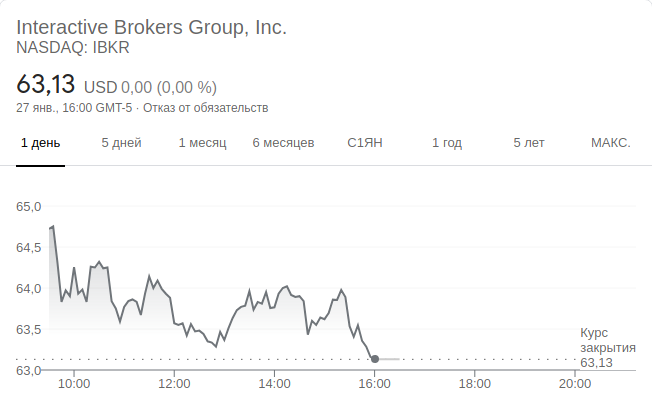 Interactive Brokers Group, Inc.
NASDAQ: IBKR
63,13 USD 0,00 (0,00 %)
27 янв., 16:00 GMT-5 · Отказ от обязательств
1 день 5 дней 1 месяц 6 месяцев С1ЯН 1 год 5 лет МАКС.
65,0
64,5
64,0
63,5
Курс
закрытия
63,13
63,0
10:00 12:00 14:00 16:00 18:00 20:00